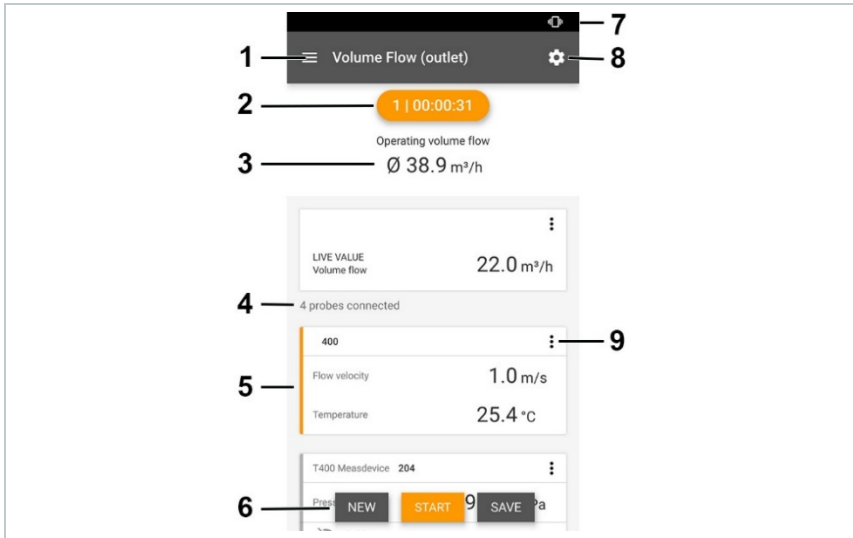 7
1 Volume Flow (outlet) 8
2 1 | 00:00:31
Operating volume flow
3 Ø 38.9 m³/h
LIVE VALUE
Volume flow 22.0 m³/h
4 4 probes connected
400 9
5 Flow velocity 1.0 m/s
Temperature 25.4 °C
T400 Measdevice 204
6 NEW START 9 SAVE